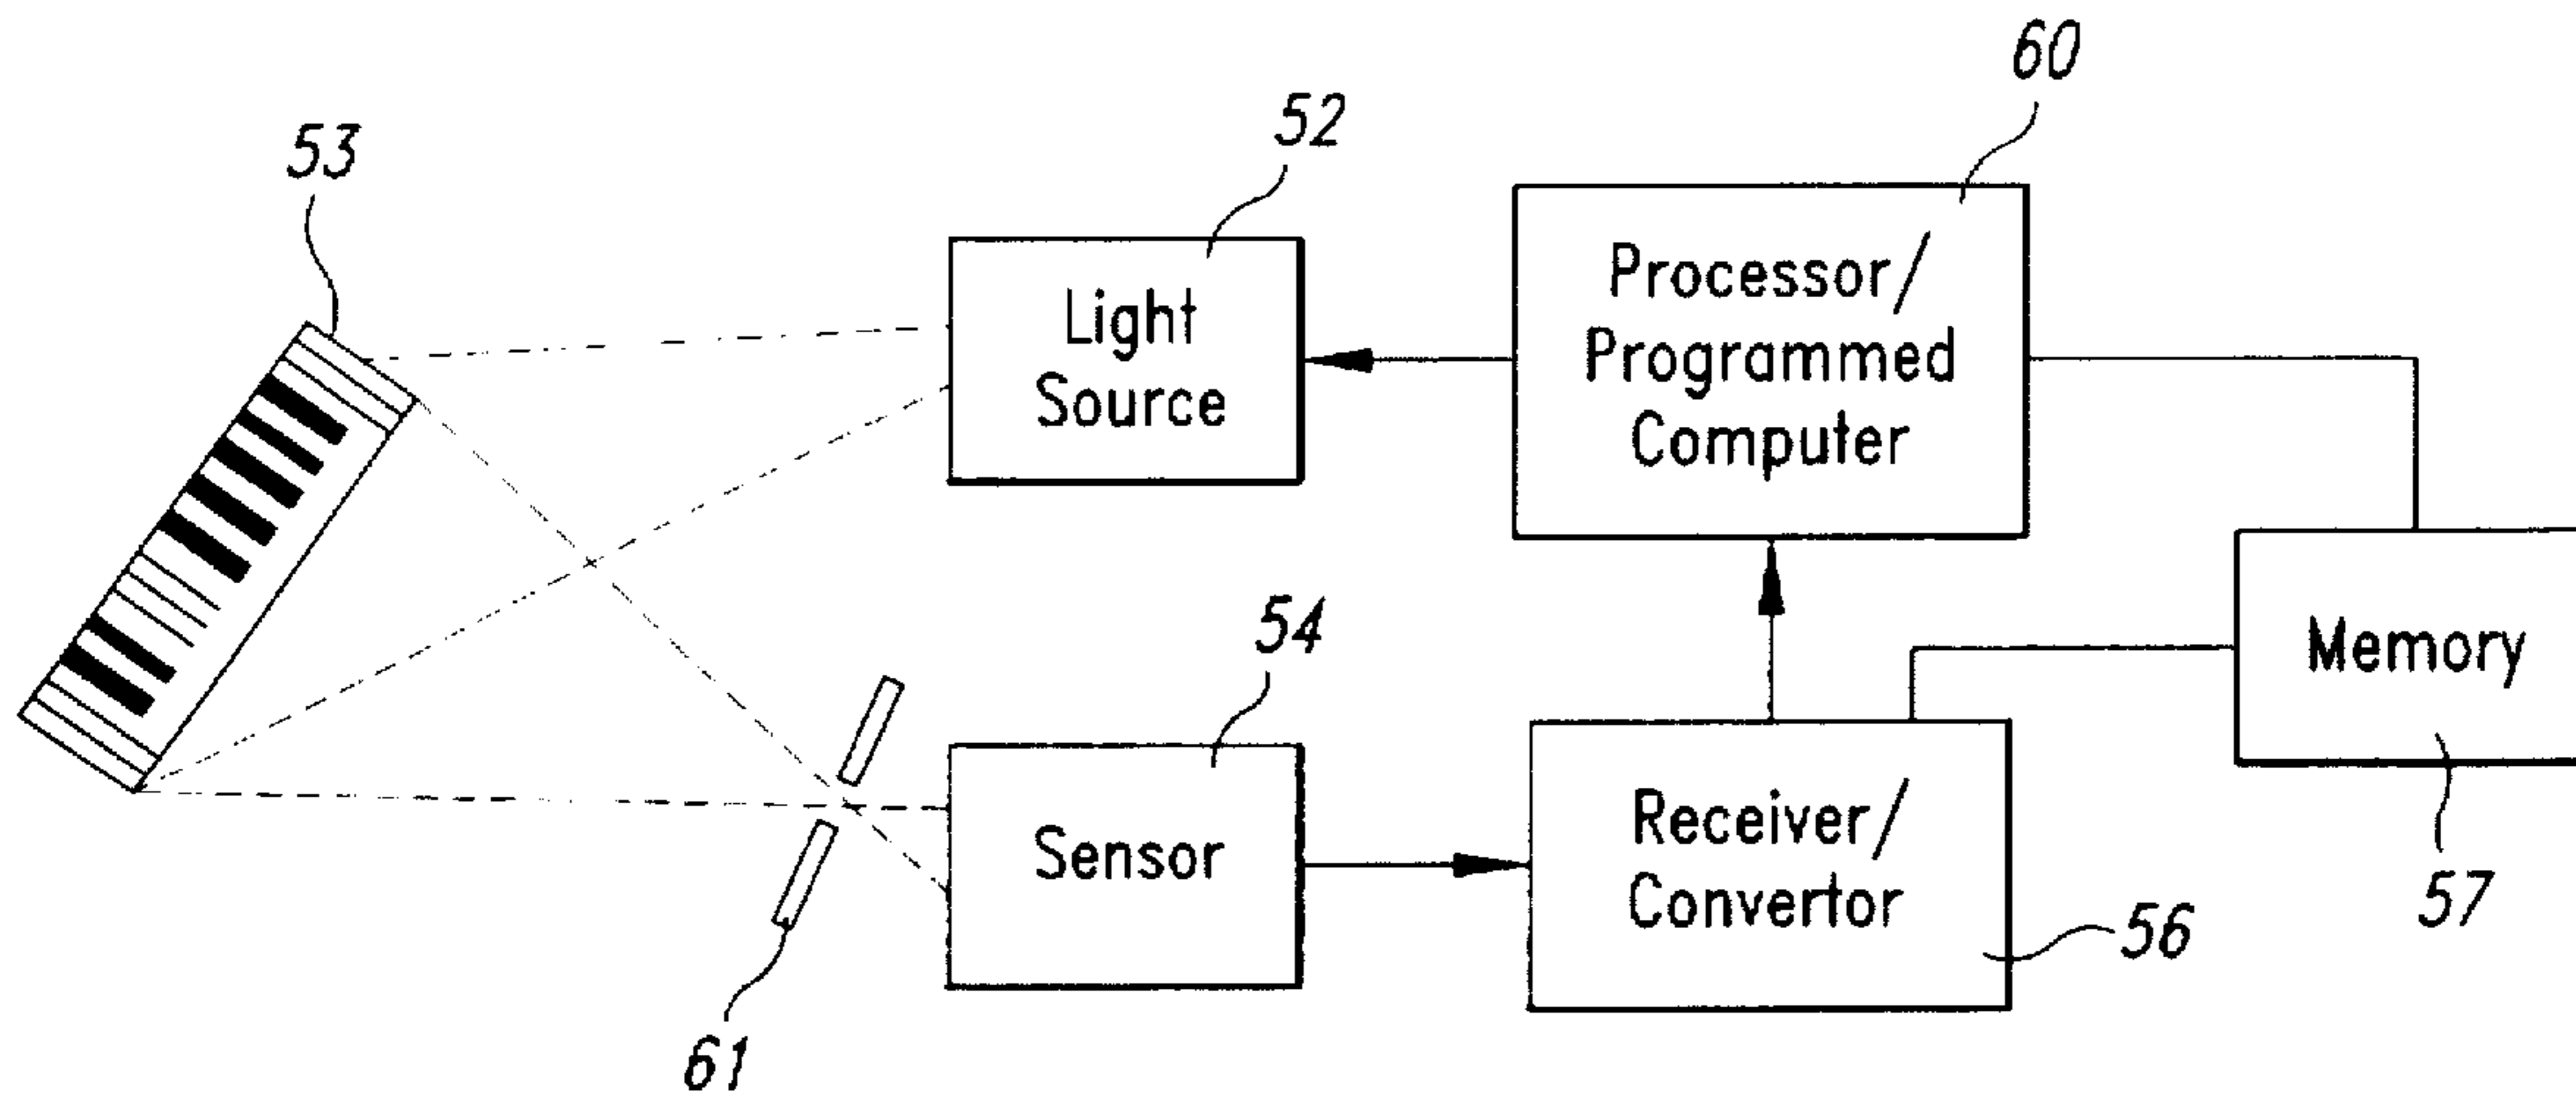 60
52
53
Processor/
Programmed
Computer
Light
Source
54
Memory
Sensor
Receiver/
Convertor
57
56
61